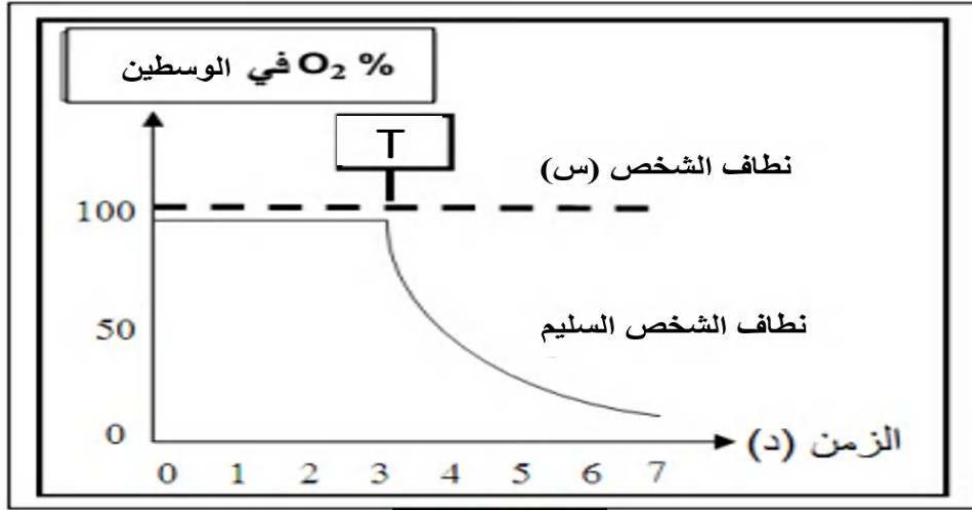 % O₂ في الوسطين
T
نطاف الشخص (س)
100
50
نطاف الشخص السليم
0
الزمن (د)
0 1 2 3 4 5 6 7